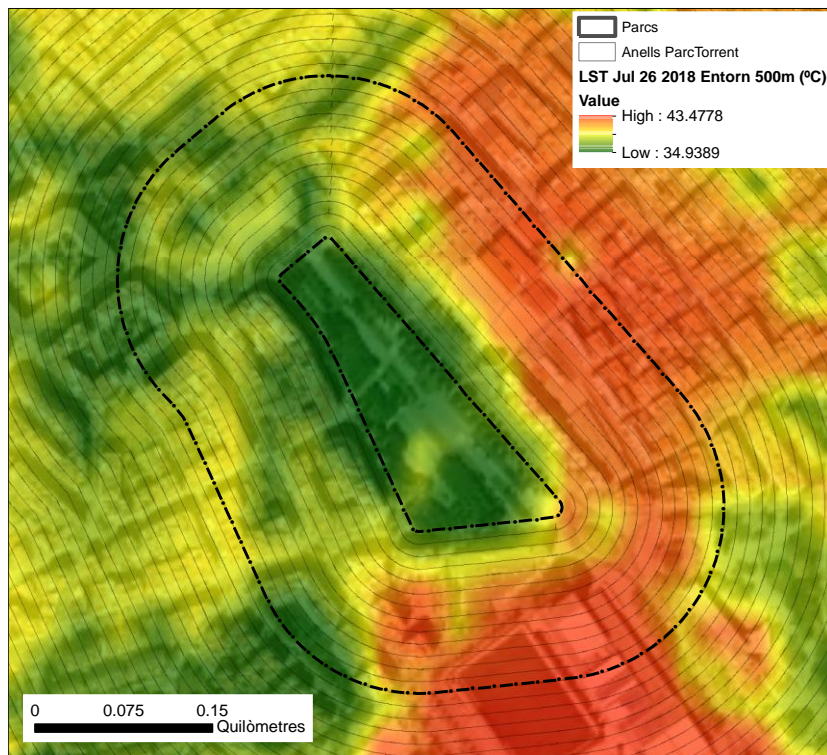 Parcs
Anells ParcTorrent
LST Jul 26 2018 Entorn 500m (ºC)
Value
High : 43.4778
Low : 34.9389
0 0.075 0.15
Quilòmetres